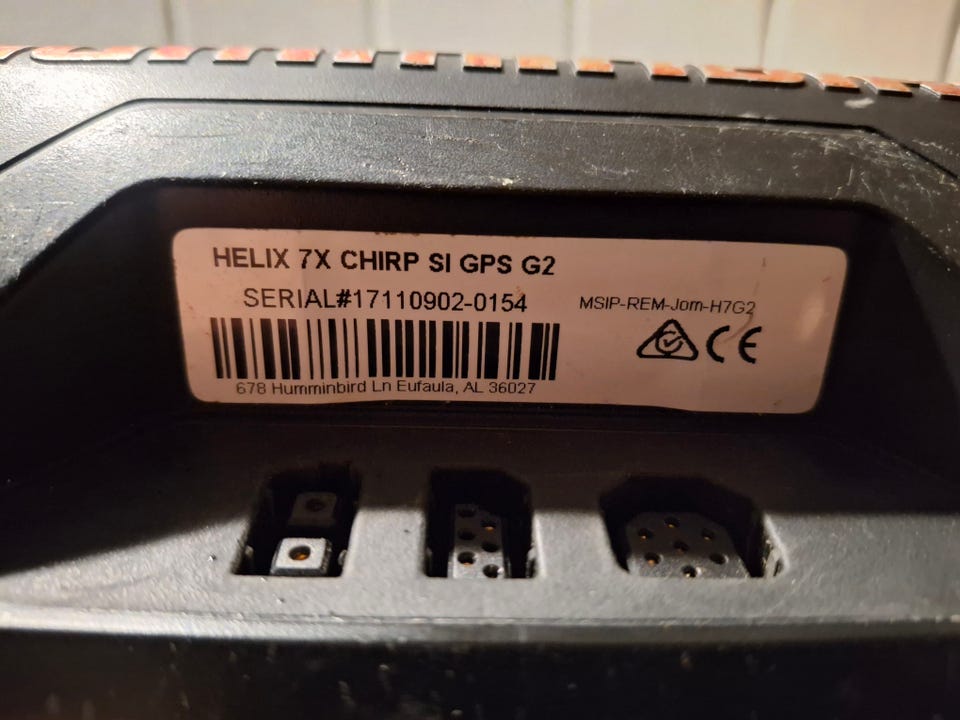 HELIX 7X CHIRP SI GPS G2
SERIAL#17110902-0154
MSIP-REM-Jom-H7G2
678 Humminbird Ln Eufaula, AL 36027
CE